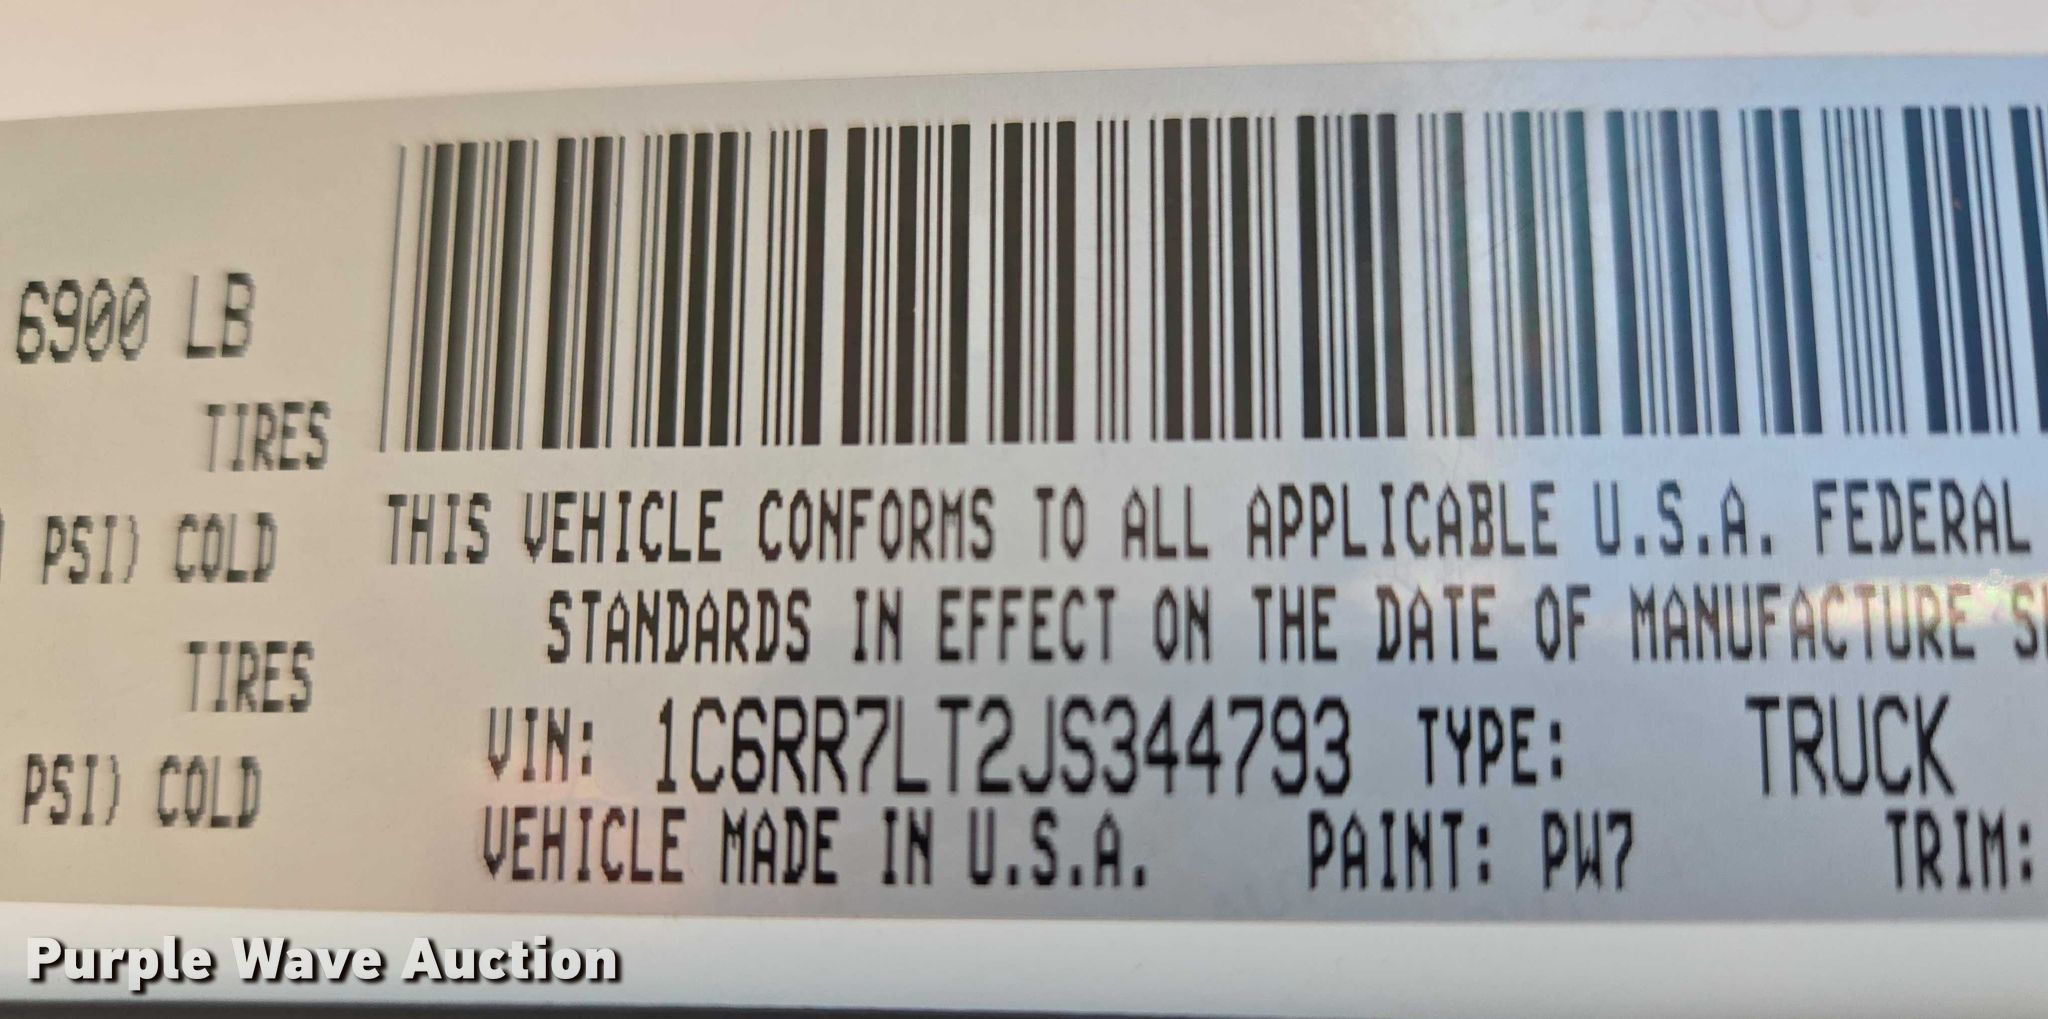 6900 LB
TIRES
PSI) COLD
TIRES
PSI) COLD
THIS VEHICLE CONFORMS TO ALL APPLICABLE U.S.A. FEDERAL
STANDARDS IN EFFECT ON THE DATE OF MANUFACTURE
VIN: 1C6RR7LT2JS344793 TYPE: TRUCK
VEHICLE MADE IN U.S.A. PAINT: PW7 TRIM:
Purple Wave Auction